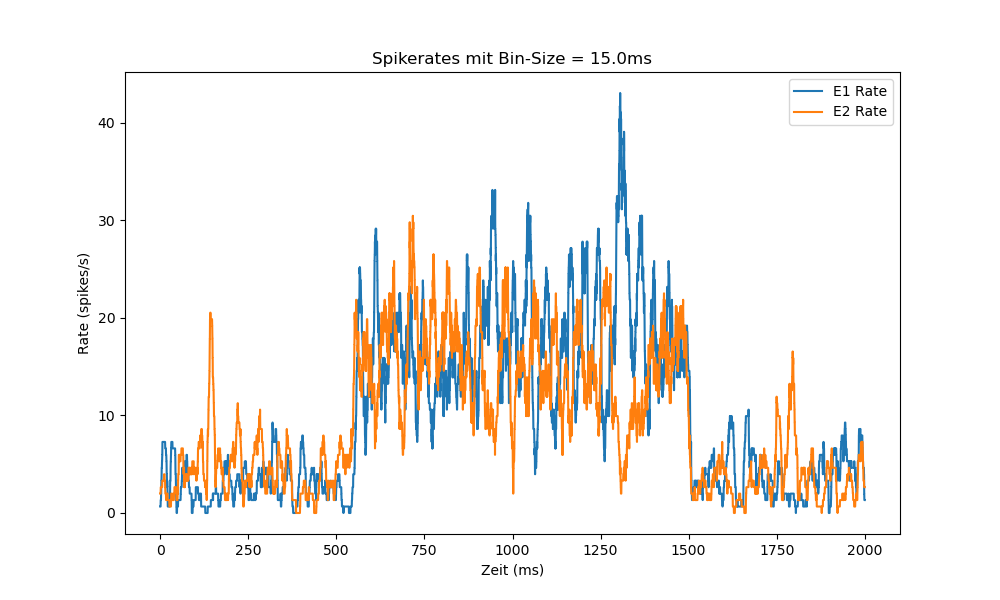 Spikerates mit Bin-Size = 15.0ms
E1 Rate
E2 Rate
Rate (spikes/s)
40
30
20
10
0
0 250 500 750 1000 1250 1500 1750 2000
Zeit (ms)